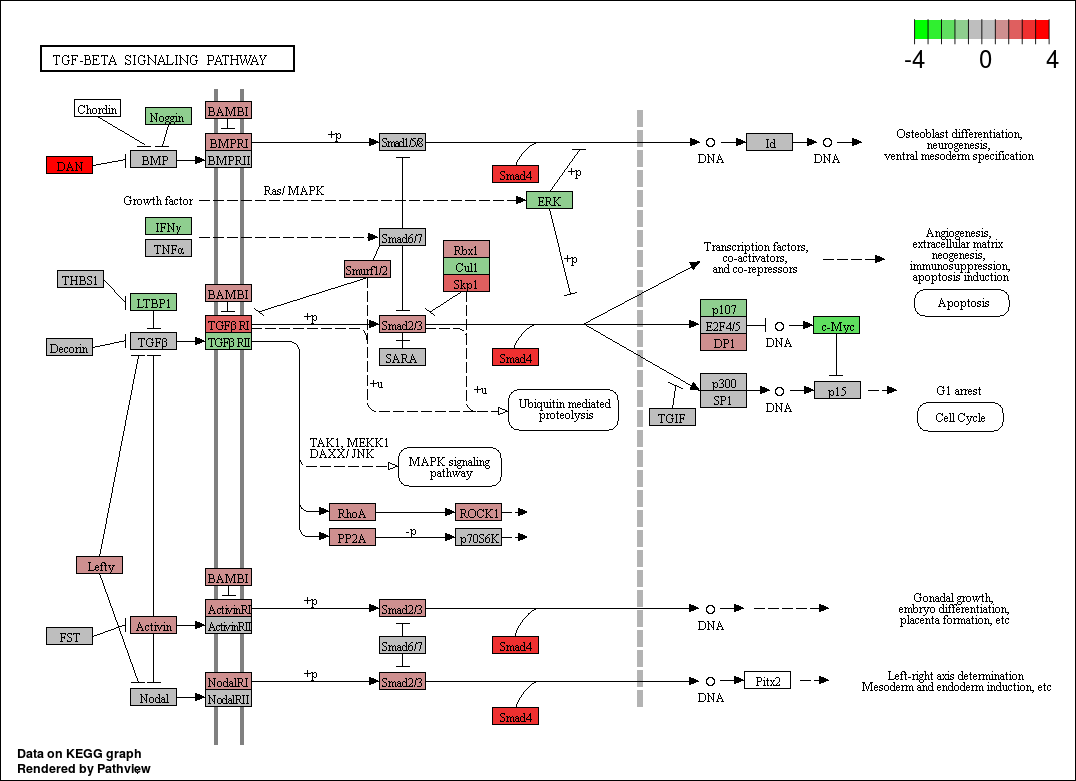 -4 0 4
TGF-BETA SIGNALING PATHWAY
Chordin
Noggin
BAMBI
DAN
BMP
BMPRI
BMPRII
+p
Smad1/5/8
Smad4
+p
DNA
Id
DNA
Osteoblast differentiation,
neurogenesis,
ventral mesoderm specification
Growth factor
Ras/ MAPK
ERK
IFNγ
TNFα
Smad6/7
+p
Rbx1
Cul1
Skp1
Smurf1/2
Transcription factors,
co-activators,
and co-repressors
Angiogenesis,
extracellular matrix
neogenesis,
immunosuppression,
apoptosis induction
Apoptosis
THBS1
LTBP1
BAMBI
Decorin
TGFβ
TGFβ RI
TGFβ RII
+p
Smad2/3
SARA
Smad4
p107
E2F4/5
DP1
DNA
c-Myc
p300
SP1
DNA
p15
TGIF
G1 arrest
Cell Cycle
+u
+u
Ubiquitin mediated
proteolysis
TAK1, MEKK1
DAXX/ JNK
MAPK signaling
pathway
RhoA
ROCK1
PP2A
-p
p70S6K
Lefty
BAMBI
FST
Activin
ActivinRI
ActivinRII
+p
Smad2/3
Smad6/7
Smad4
DNA
Gonadal growth,
embryo differentiation,
placenta formation, etc
Nodal
NodalRI
NodalRII
+p
Smad2/3
Smad4
DNA
Pitx2
Left-right axis determination
Mesoderm and endoderm induction, etc
Data on KEGG graph
Rendered by Pathview